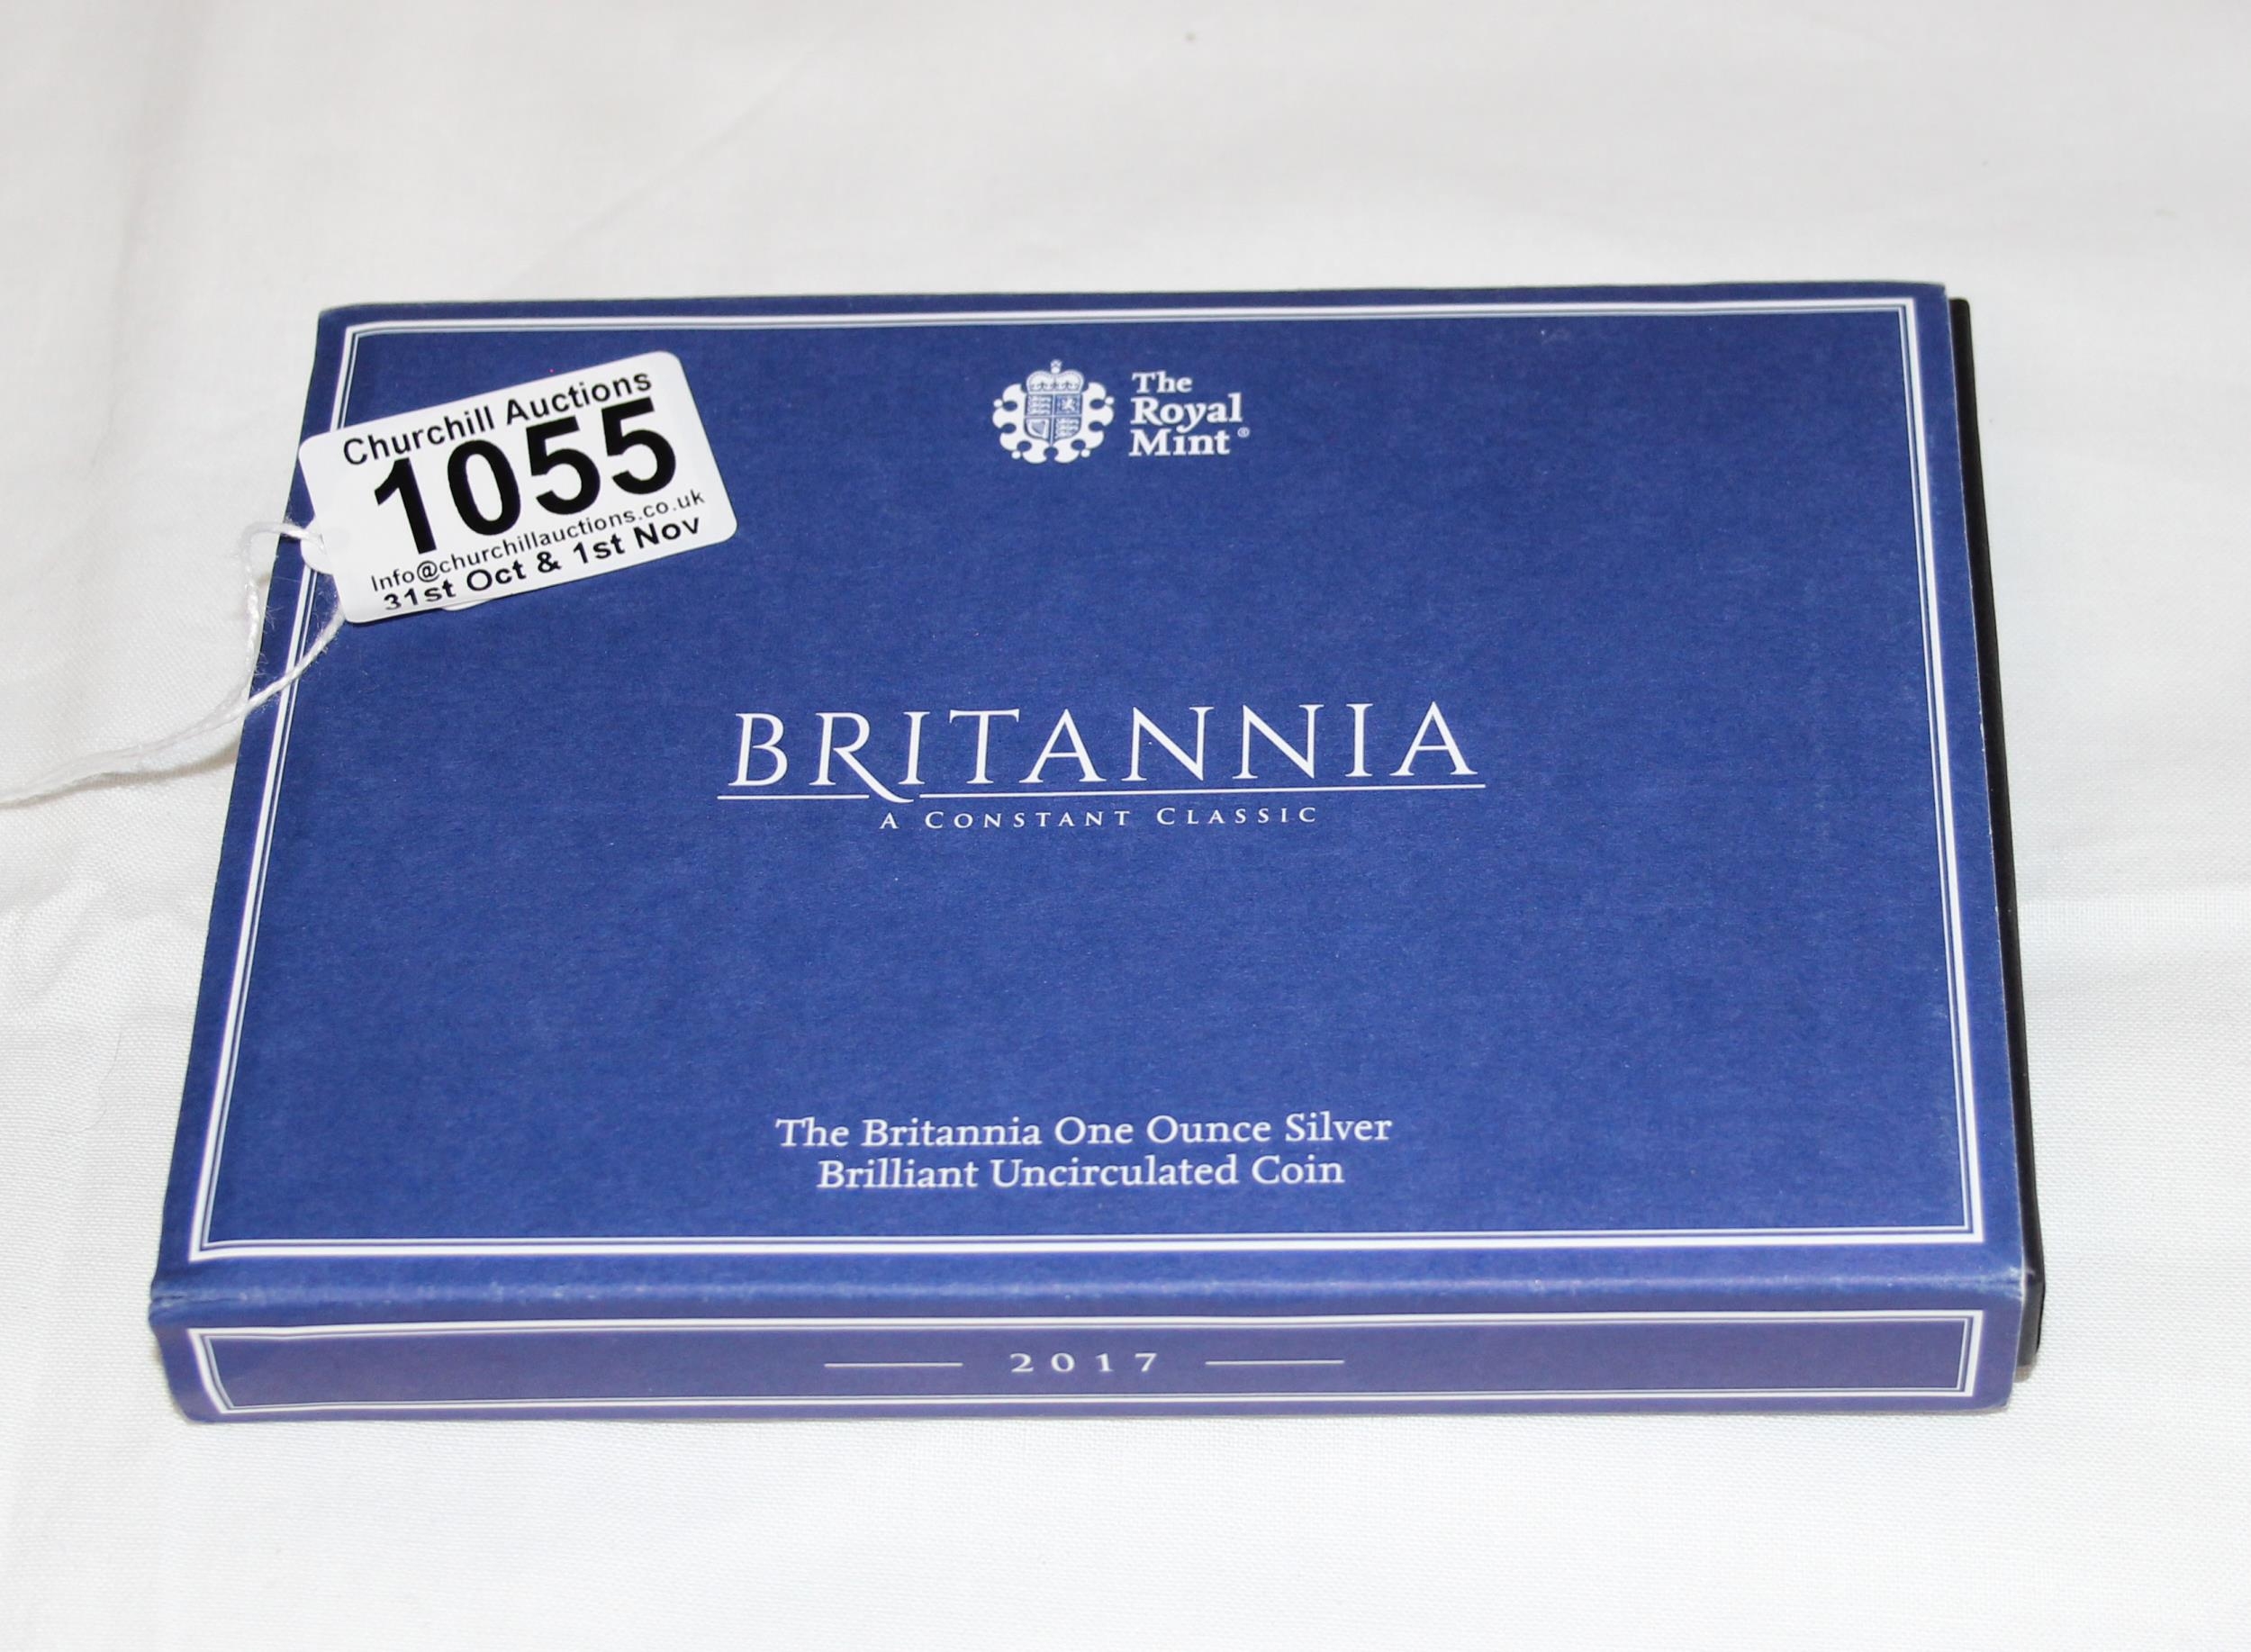 Churchill Auctions
1055
Info@churchillauctions.co.uk
31st Oct & 1st Nov
The
Royal
Mint®
BRITANNIA
A CONSTANT CLASSIC
The Britannia One Ounce Silver
Brilliant Uncirculated Coin
2017